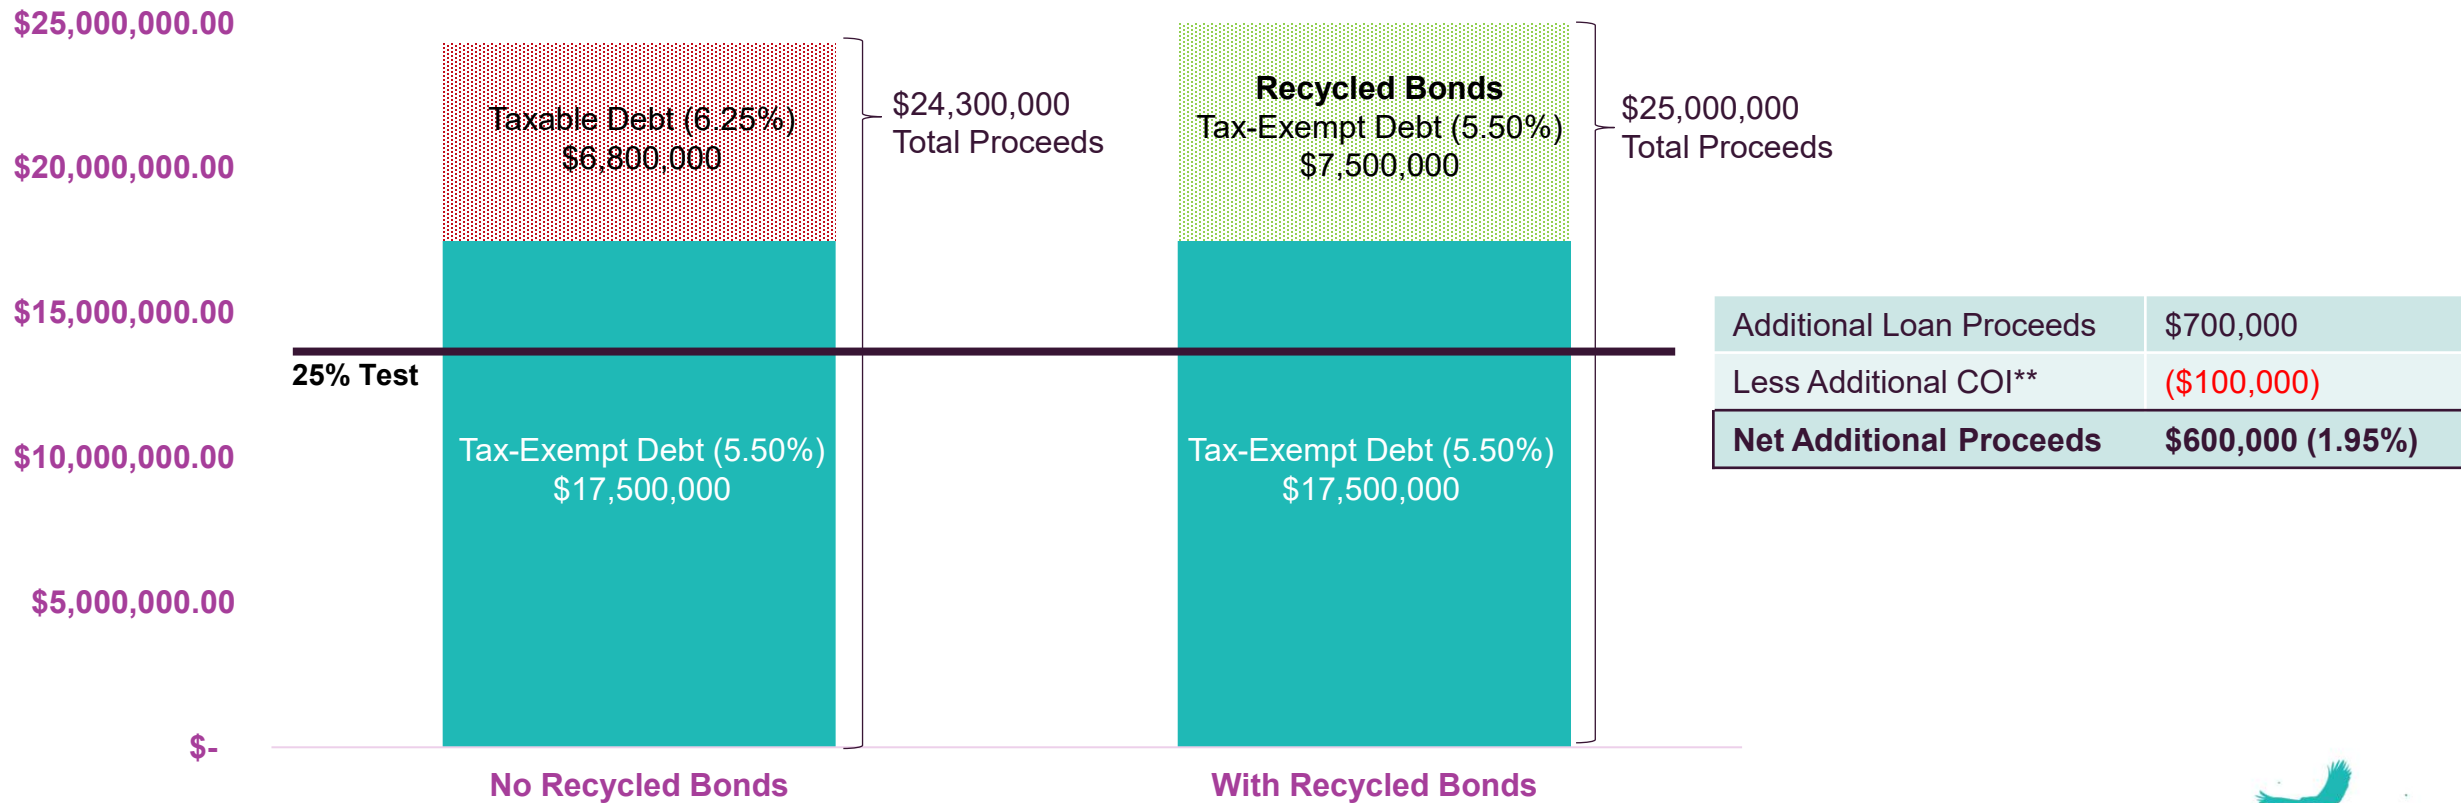 $25,000,000.00
$20,000,000.00
$15,000,000.00
$10,000,000.00
$5,000,000.00
$-
Taxable Debt (6.25%)
$6,800,000
$24,300,000
Total Proceeds
Tax-Exempt Debt (5.50%)
$17,500,000
25% Test
Recycled Bonds
Tax-Exempt Debt (5.50%)
$7,500,000
$25,000,000
Total Proceeds
Tax-Exempt Debt (5.50%)
$17,500,000
No Recycled Bonds
With Recycled Bonds
Additional Loan Proceeds $700,000
Less Additional COI** ($100,000)
Net Additional Proceeds $600,000 (1.95%)